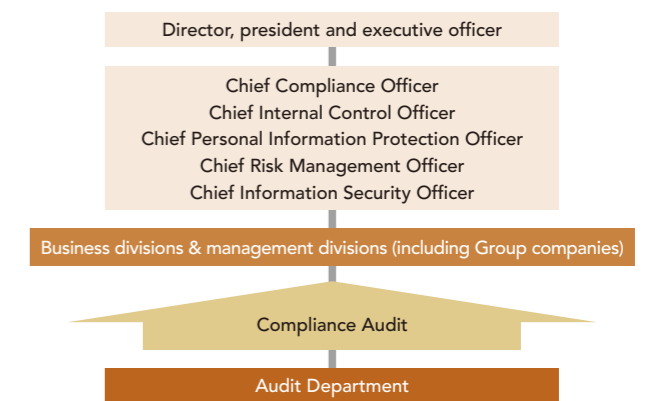 Director, president and executive officer
Chief Compliance Officer
Chief Internal Control Officer
Chief Personal Information Protection Officer
Chief Risk Management Officer
Chief Information Security Officer
Business divisions & management divisions (including Group companies)
Compliance Audit
Audit Department